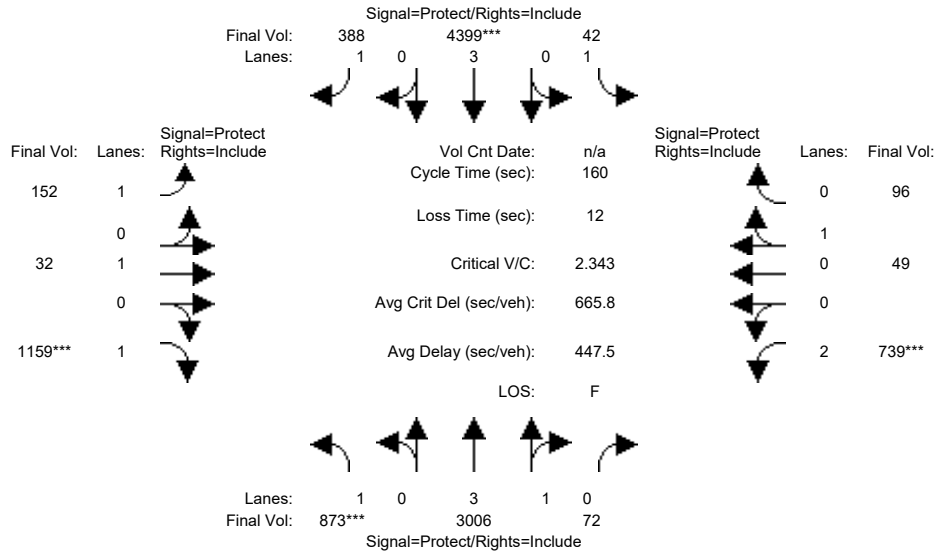 Signal=Protect/Rights=Include
Final Vol: 388 4399*** 42
Lanes: 1 0 3 0 1
Signal=Protect Signal=Protect
Final Vol: Lanes: Rights=Include Vol Cnt Date: n/a Rights=Include Lanes: Final Vol:
Cycle Time (sec): 160
152 1 0 96
Loss Time (sec): 12
0 1
32 1 Critical V/C: 2.343 0 49
0 Avg Crit Del (sec/veh): 665.8 0
1159*** 1 Avg Delay (sec/veh): 447.5 2 739***
LOS: F
Lanes: 1 0 3 1 0
Final Vol: 873*** 3006 72
Signal=Protect/Rights=Include